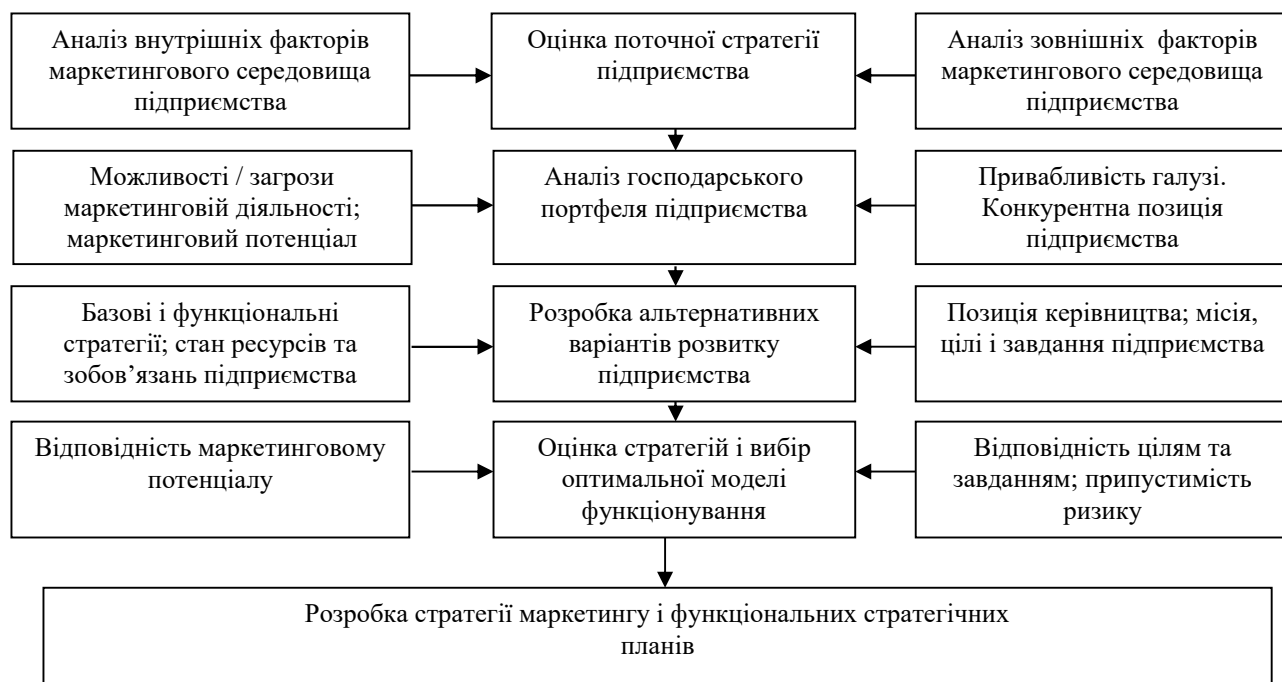 Аналіз внутрішніх факторів
маркетингового середовища
підприємства
Оцінка поточної стратегії
підприємства
Аналіз зовнішніх факторів
маркетингового середовища
підприємства
Можливості / загрози
маркетинговій діяльності;
маркетинговий потенціал
Аналіз господарського
портфеля підприємства
Привабливість галузі.
Конкурентна позиція
підприємства
Базові і функціональні
стратегії; стан ресурсів та
зобов’язань підприємства
Розробка альтернативних
варіантів розвитку
підприємства
Позиція керівництва; місія,
цілі і завдання підприємства
Відповідність маркетинговому
потенціалу
Оцінка стратегій і вибір
оптимальної моделі
функціонування
Відповідність цілям та
завданням; припустимість
ризику
Розробка стратегії маркетингу і функціональних стратегічних
планів